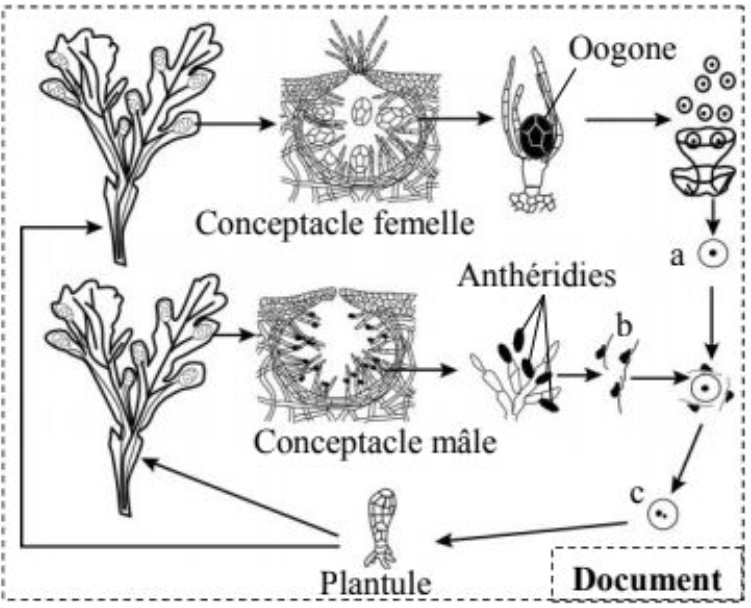 Oogone
Conceptacle femelle
a
Anthéridies
b
Conceptacle mâle
c
Plantule
Document